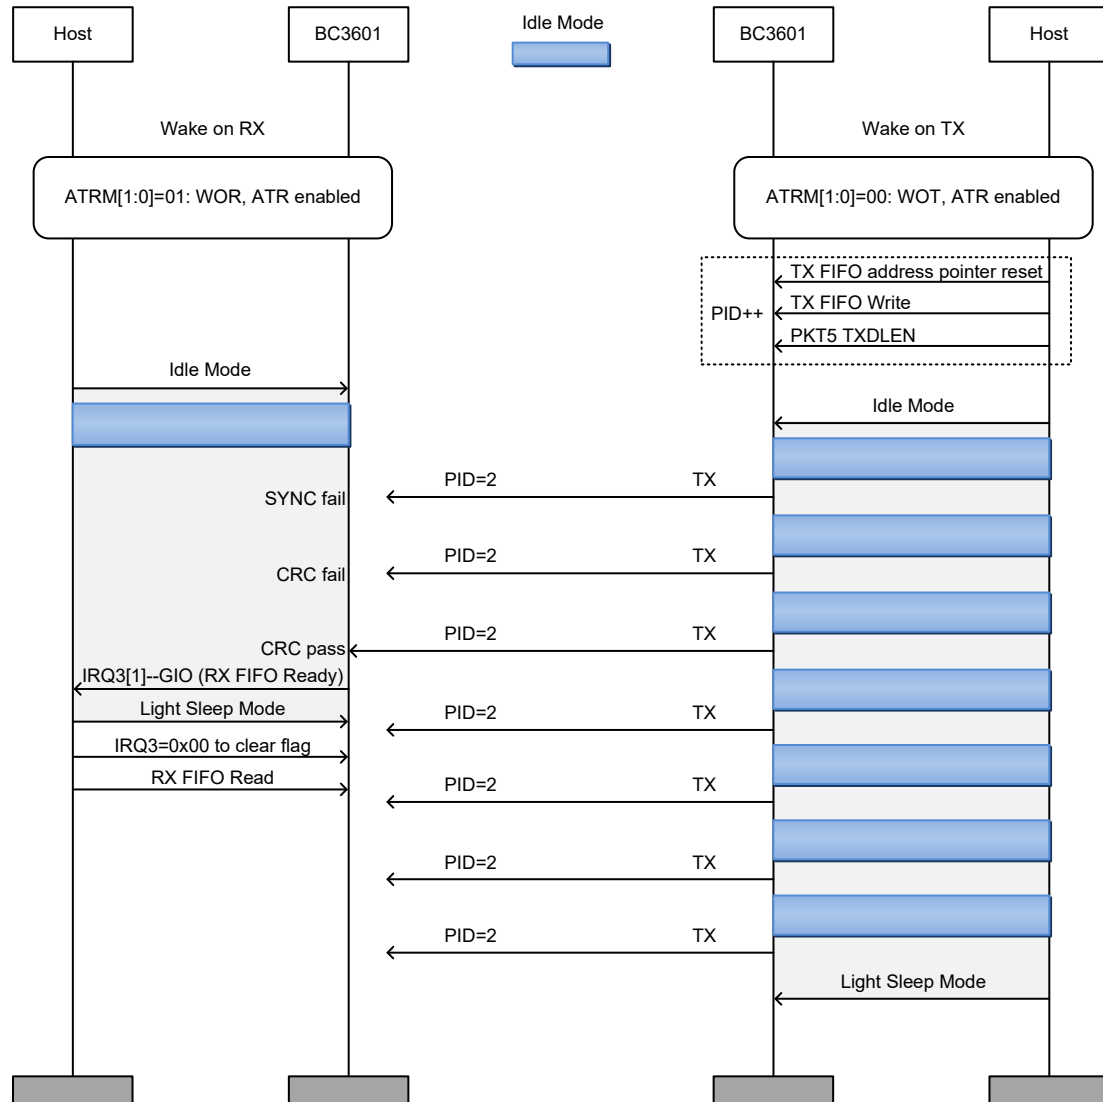 Host
BC3601
Idle Mode
BC3601
Host
Wake on RX
Wake on TX
ATRM[1:0]=01: WOR, ATR enabled
ATRM[1:0]=00: WOT, ATR enabled
TX FIFO address pointer reset
PID++
TX FIFO Write
PKT5 TXDLEN
Idle Mode
Idle Mode
PID=2
TX
SYNC fail
PID=2
TX
CRC fail
PID=2
TX
CRC pass
IRQ3[1]--GIO (RX FIFO Ready)
Light Sleep Mode
PID=2
TX
IRQ3=0x00 to clear flag
RX FIFO Read
PID=2
TX
PID=2
TX
PID=2
TX
Light Sleep Mode